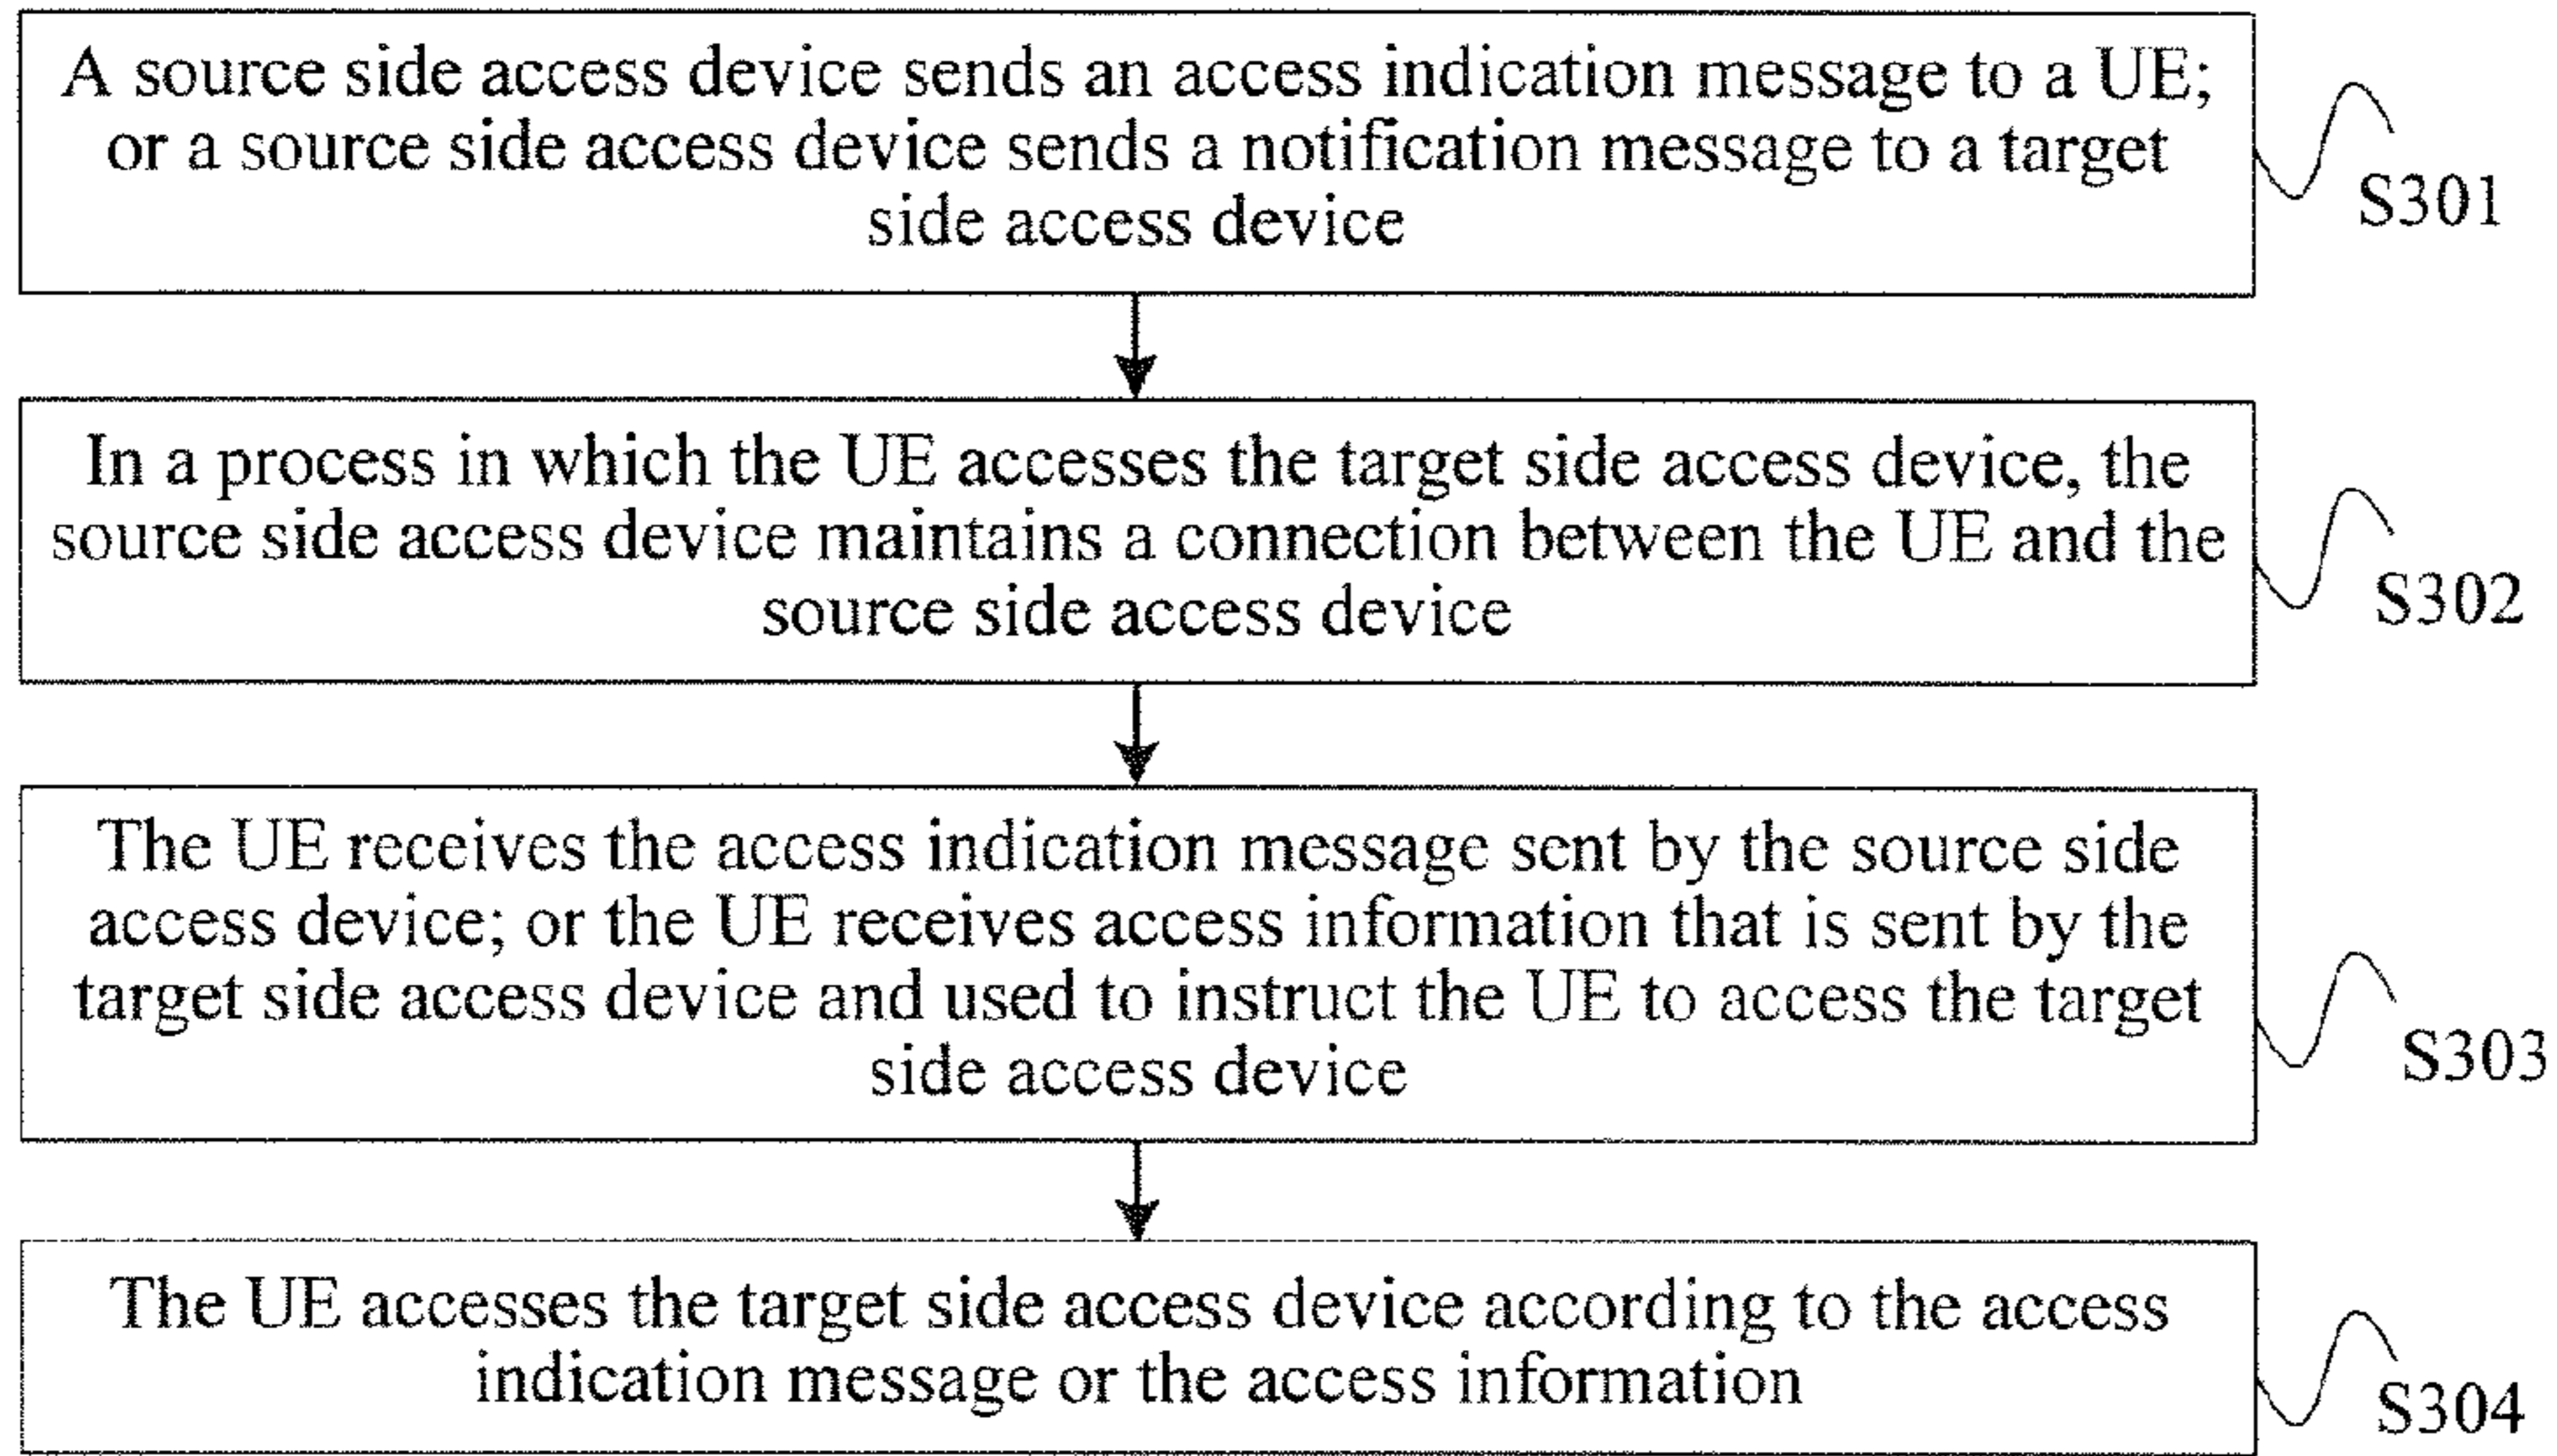 A source side access device sends an access indication message to a UE;
or a source side access device sends a notification message to a target
side access device
S301
In a process in which the UE accesses the target side access device, the
source side access device maintains a connection between the UE and the
source side access device
S302
The UE receives the access indication message sent by the source side
access device; or the UE receives access information that is sent by the
target side access device and used to instruct the UE to access the target
side access device
S303
The UE accesses the target side access device according to the access
indication message or the access information
S304